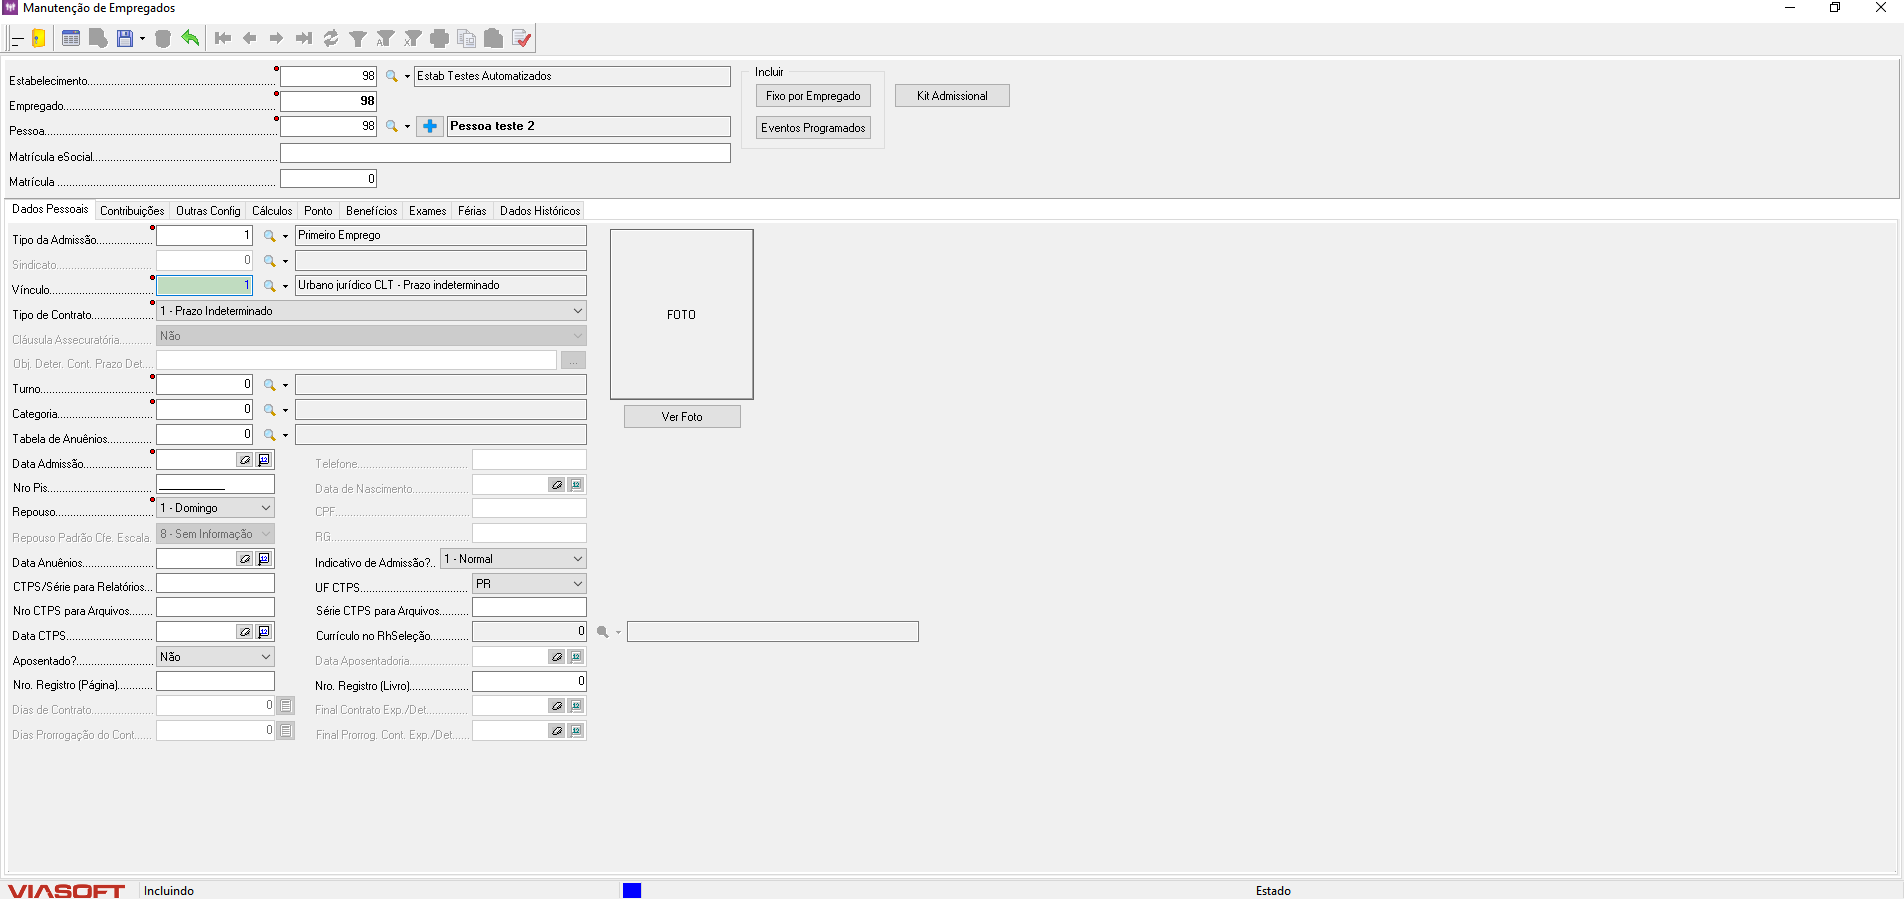 Manutenção de Empregados
Estabelecimento 98 Estab Testes Automatizados
Empregado 98
Pessoa 98 Pessoa teste 2
Matrícula eSocial
Matrícula 0
Incluir
Fixo por Empregado
Eventos Programados
Kit Admissional
Dados Pessoais Contribuições Outras Config Cálculos Ponto Benefícios Exames Férias Dados Históricos
Tipo da Admissão 1 Primeiro Emprego
Sindicato 0
Vínculo 1 Urbano jurídico CLT - Prazo indeterminado
Tipo de Contrato 1 - Prazo Indeterminado
Cláusula Assecuratória Não
Obj. Deter. Cont. Prazo Det. ...
Turno 0
Categoria 0
Tabela de Anuênios 0
FOTO
Ver Foto
Data Admissão Telefone
Nro Pis Data de Nascimento
Repouso 1 - Domingo CPF
Repouso Padrão Cfe. Escala. 8 - Sem Informação RG
Data Anuênios Indicativo de Admissão? 1 - Normal
CTPS/Série para Relatórios UF CTPS PR
Nro CTPS para Arquivos Série CTPS para Arquivos
Data CTPS Currículo no RhSeleção 0
Aposentado? Não Data Aposentadoria
Nro. Registro (Página) Nro. Registro (Livro) 0
Dias de Contrato 0 Final Contrato Exp./Det.
Dias Prorrogação do Cont. 0 Final Prorrog. Cont. Exp./Det.
VIASOFT Incluindo Estado